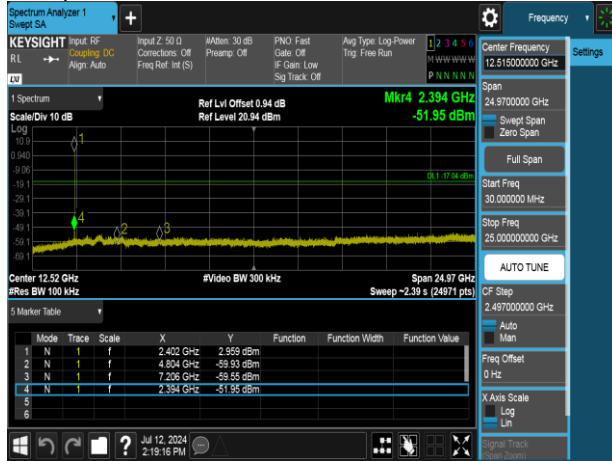 Spectrum Analyzer 1
Swept SA
+
Frequency
KEYSIGHT
RL
Input: RF
Coupling: DC
Align: Auto
Input Z: 50 Ω
Corrections: Off
Freq Ref: Int (S)
#Atten: 30 dB
Preamp: Off
PNO: Fast
Gate: Off
IF Gain: Low
Sig Track: Off
Avg Type: Log-Power
Trig: Free Run
1 2 3 4 5 6
M W W W W W
P N N N N N
LXI
1 Spectrum
Scale/Div 10 dB
Ref Lvl Offset 0.94 dB
Ref Level 20.94 dBm
Mkr4 2.394 GHz
-51.95 dBm
Log
10.9
0.940
-9.06
-19.1
-29.1
-39.1
-49.1
-59.1
-69.1
1
2
3
4
DL1 -17.04 dBm
Center 12.52 GHz
#Res BW 100 kHz
#Video BW 300 kHz
Span 24.97 GHz
Sweep ~2.39 s (24971 pts)
5 Marker Table
Mode Trace Scale X Y Function Function Width Function Value
1 N 1 f 2.402 GHz 2.959 dBm
2 N 1 f 4.804 GHz -59.93 dBm
3 N 1 f 7.206 GHz -59.55 dBm
4 N 1 f 2.394 GHz -51.95 dBm
5
6
Jul 12, 2024
2:19:16 PM
?
Settings
Center Frequency
12.515000000 GHz
Span
24.9700000 GHz
Swept Span
Zero Span
Full Span
Start Freq
30.000000 MHz
Stop Freq
25.000000000 GHz
AUTO TUNE
CF Step
2.497000000 GHz
Auto
Man
Freq Offset
0 Hz
X Axis Scale
Log
Lin
Signal Track
(Span Zoom)